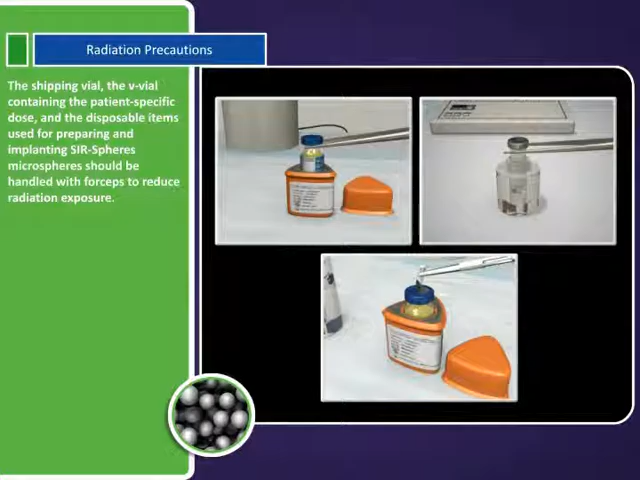 Radiation Precautions
The shipping vial, the v-vial
containing the patient-specific
dose, and the disposable items
used for preparing and
implanting SIR-Spheres
microspheres should be
handled with forceps to reduce
radiation exposure.